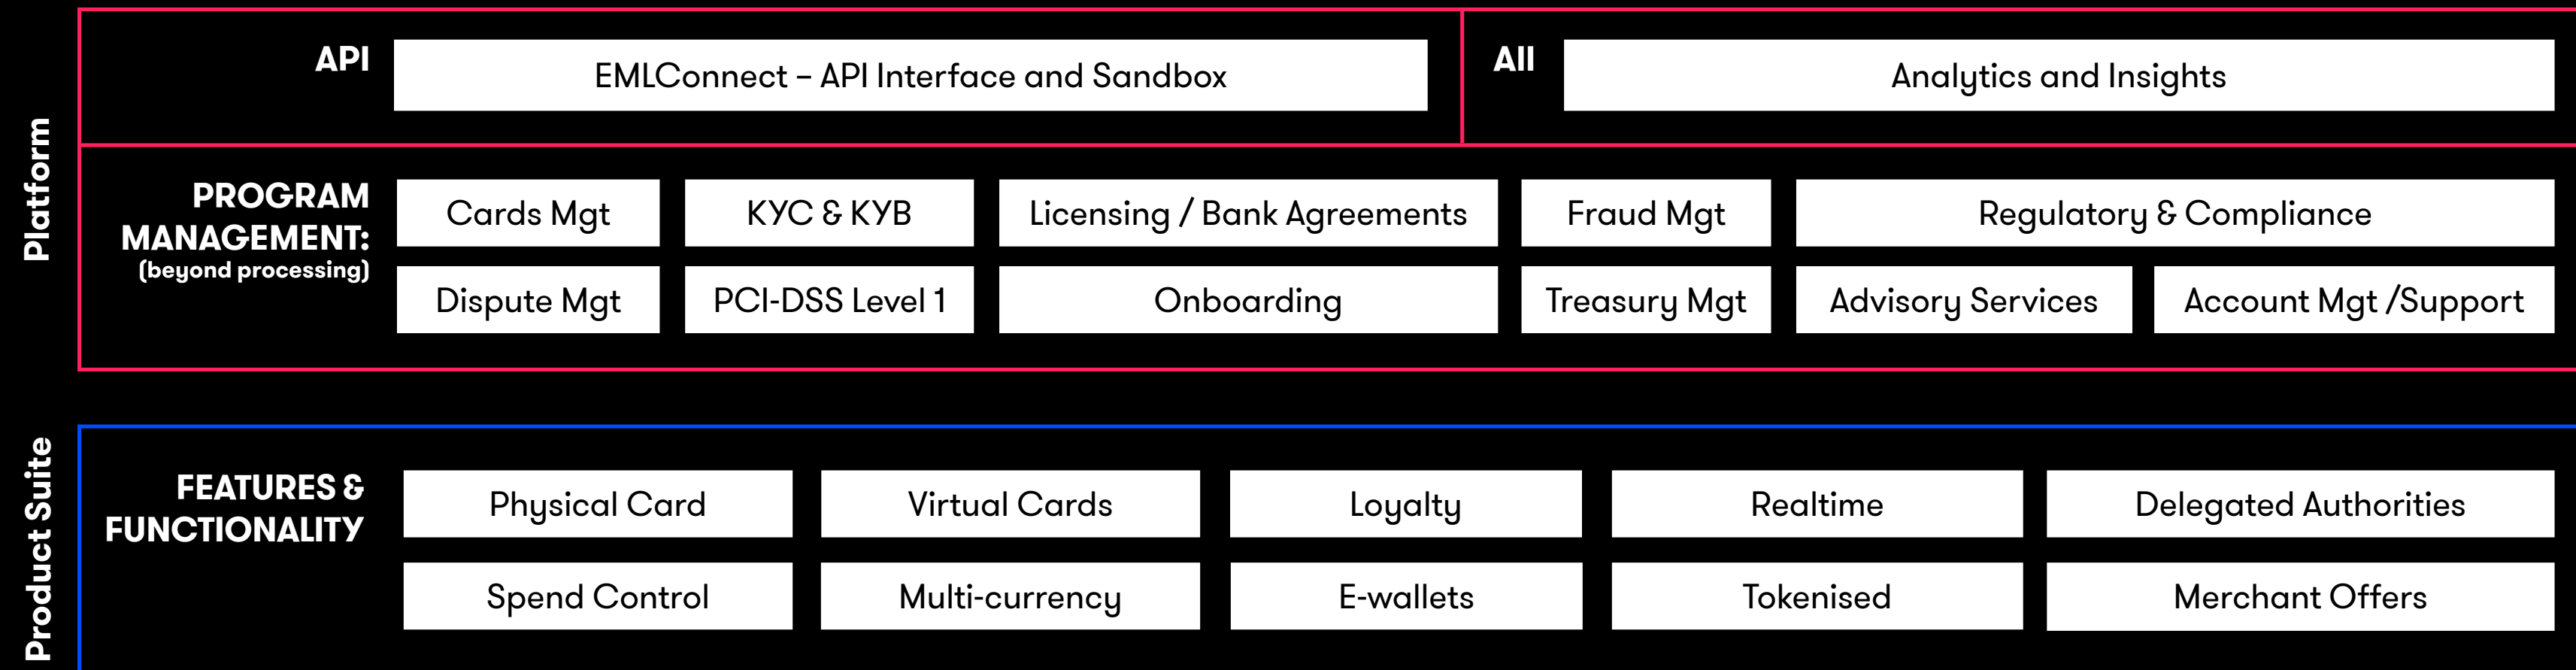 Platform
API
EMLConnect – API Interface and Sandbox
All
Analytics and Insights
PROGRAM
MANAGEMENT:
(beyond processing)
Cards Mgt
KYC & KYB
Licensing / Bank Agreements
Fraud Mgt
Regulatory & Compliance
Dispute Mgt
PCI-DSS Level 1
Onboarding
Treasury Mgt
Advisory Services
Account Mgt /Support
Product Suite
FEATURES &
FUNCTIONALITY
Physical Card
Virtual Cards
Loyalty
Realtime
Delegated Authorities
Spend Control
Multi-currency
E-wallets
Tokenised
Merchant Offers